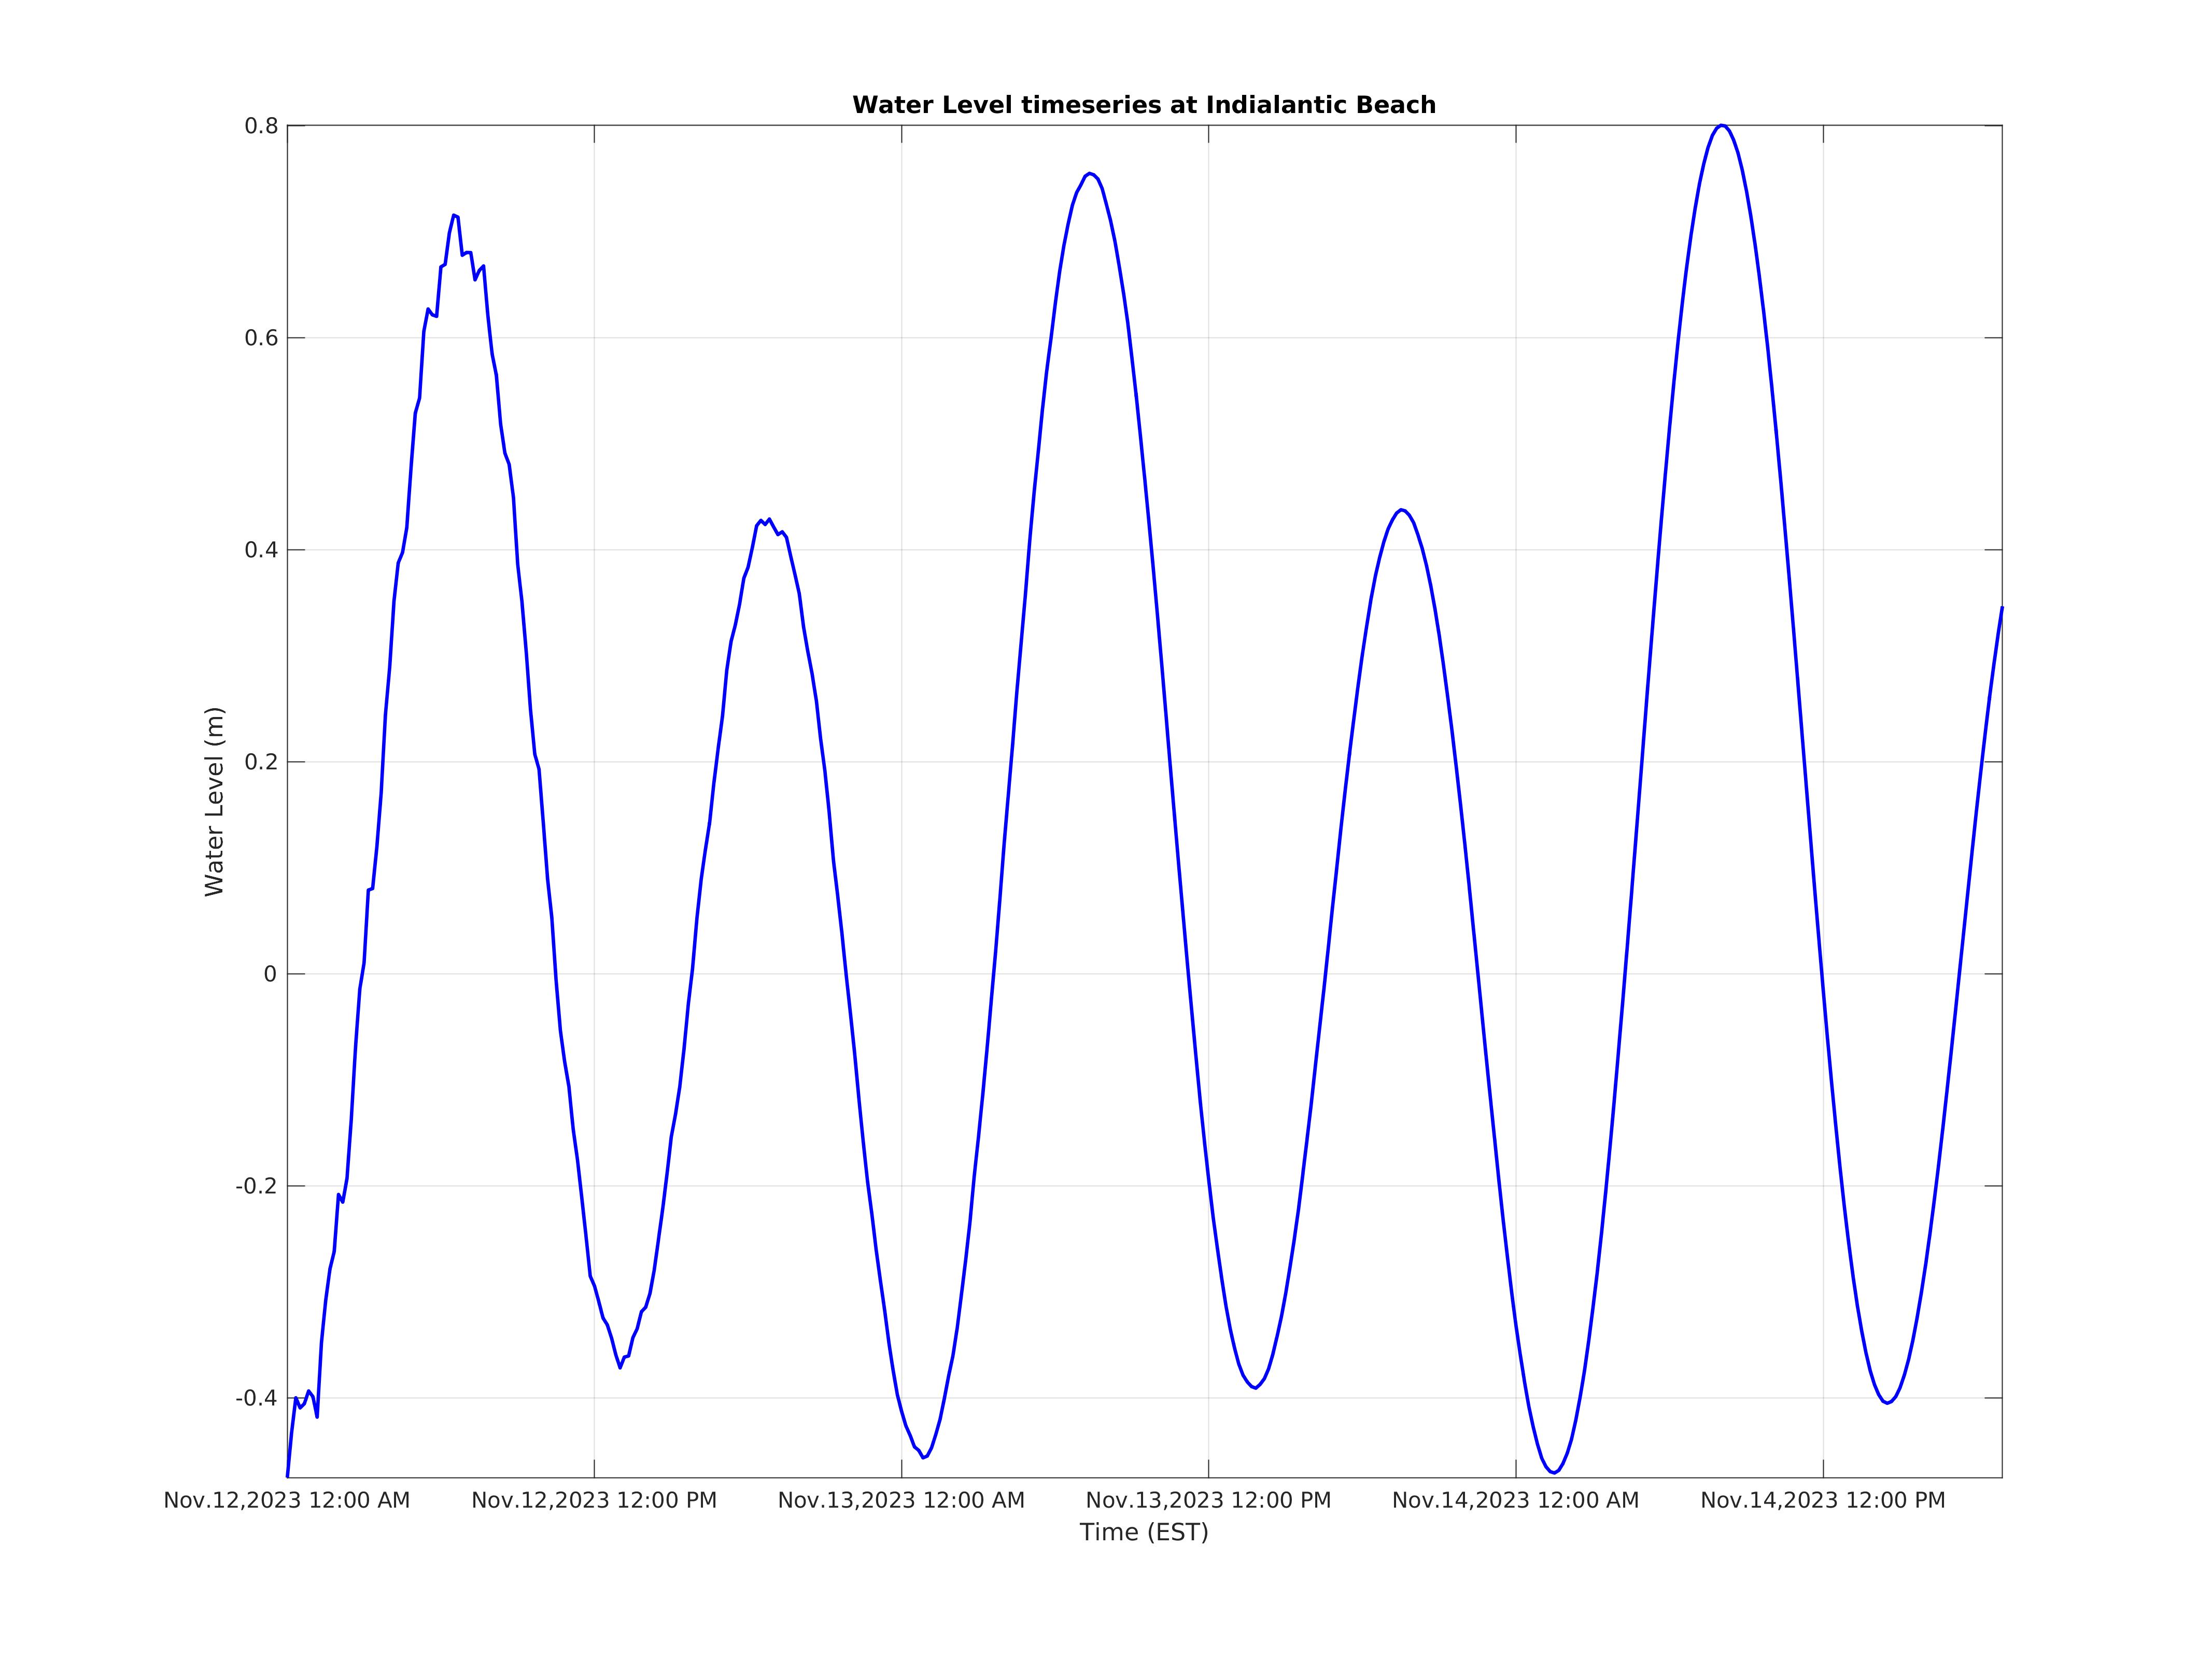 Water Level timeseries at Indialantic Beach
0.8
0.6
0.4
0.2
0
-0.2
-0.4
Water Level (m)
Nov.12,2023 12:00 AM Nov.12,2023 12:00 PM Nov.13,2023 12:00 AM Nov.13,2023 12:00 PM Nov.14,2023 12:00 AM Nov.14,2023 12:00 PM
Time (EST)